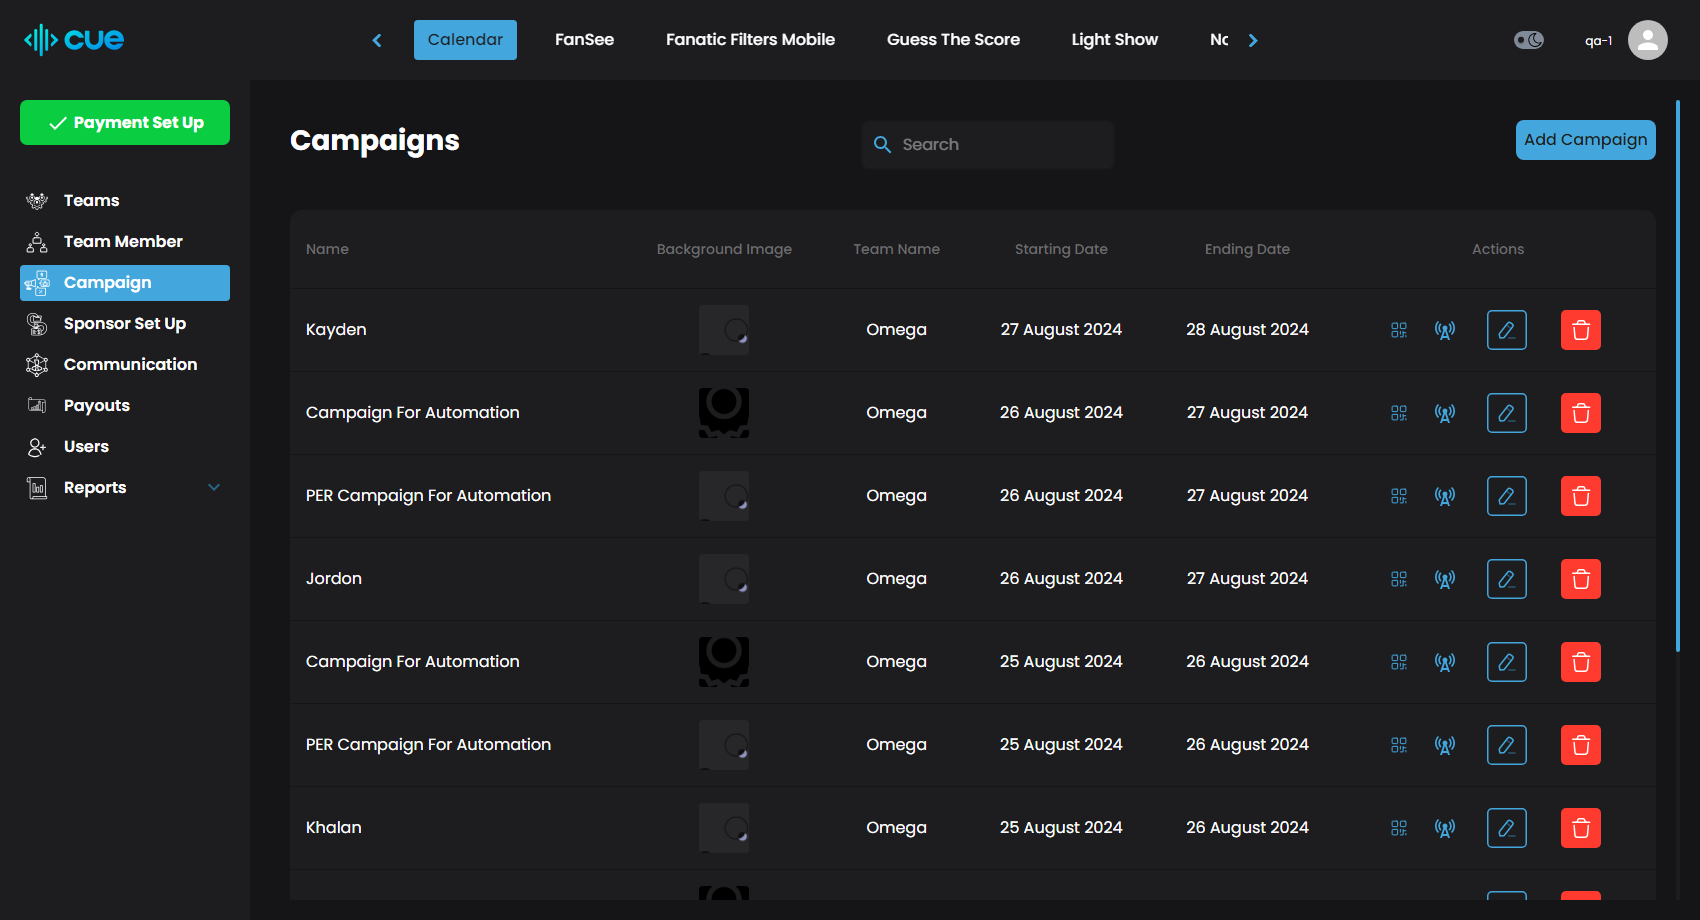 cue
Calendar FanSee Fanatic Filters Mobile Guess The Score Light Show
qa-1
Payment Set Up
Teams
Team Member
Campaign
Sponsor Set Up
Communication
Payouts
Users
Reports
Campaigns
Search
Add Campaign
Name Background Image Team Name Starting Date Ending Date Actions
Kayden Omega 27 August 2024 28 August 2024
Campaign For Automation Omega 26 August 2024 27 August 2024
PER Campaign For Automation Omega 26 August 2024 27 August 2024
Jordon Omega 26 August 2024 27 August 2024
Campaign For Automation Omega 25 August 2024 26 August 2024
PER Campaign For Automation Omega 25 August 2024 26 August 2024
Khalan Omega 25 August 2024 26 August 2024